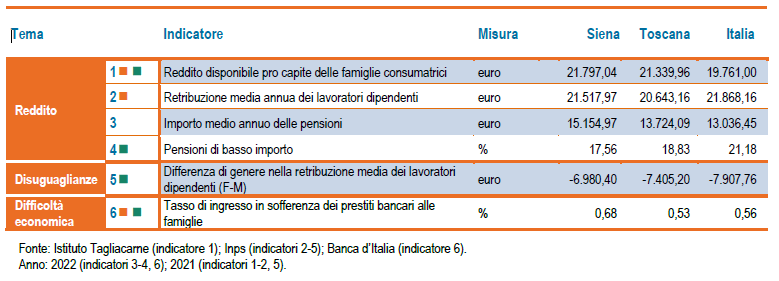 Tema Indicatore Misura Siena Toscana Italia
Reddito
1 Reddito disponibile pro capite delle famiglie consumatrici euro 21.797,04 21.339,96 19.761,00
2 Retribuzione media annua dei lavoratori dipendenti euro 21.517,97 20.643,16 21.868,16
3 Importo medio annuo delle pensioni euro 15.154,97 13.724,09 13.036,45
4 Pensioni di basso importo % 17,56 18,83 21,18
Disuguaglianze 5 Differenza di genere nella retribuzione media dei lavoratori
dipendenti (F-M) euro -6.980,40 -7.405,20 -7.907,76
Difficoltà
economica
6 Tasso di ingresso in sofferenza dei prestiti bancari alle
famiglie % 0,68 0,53 0,56
Fonte: Istituto Tagliacarne (indicatore 1); Inps (indicatori 2-5); Banca d'Italia (indicatore 6).
Anno: 2022 (indicatori 3-4, 6); 2021 (indicatori 1-2, 5).